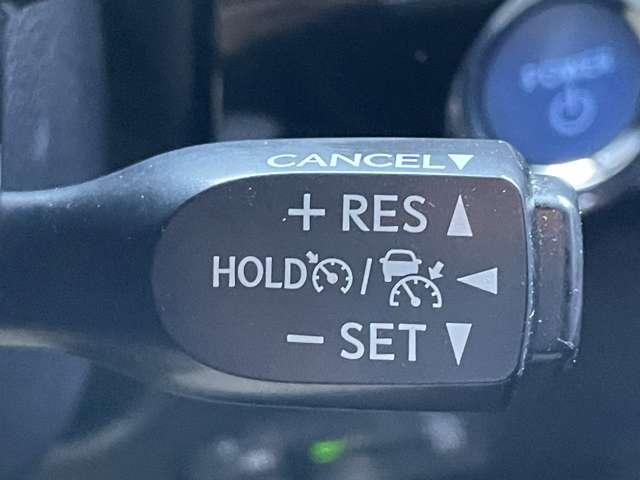 POWER
CANCEL▼
+ RES ▲
HOLD / ◀
- SET ▼